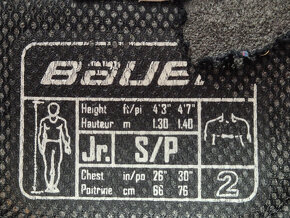 BAUE
Height ft/pi 4'3" 4'7"
Hauteur m 1.30 1.40
Jr. S/P
Chest in/po 26" 30"
Poitrine cm 66 76
2